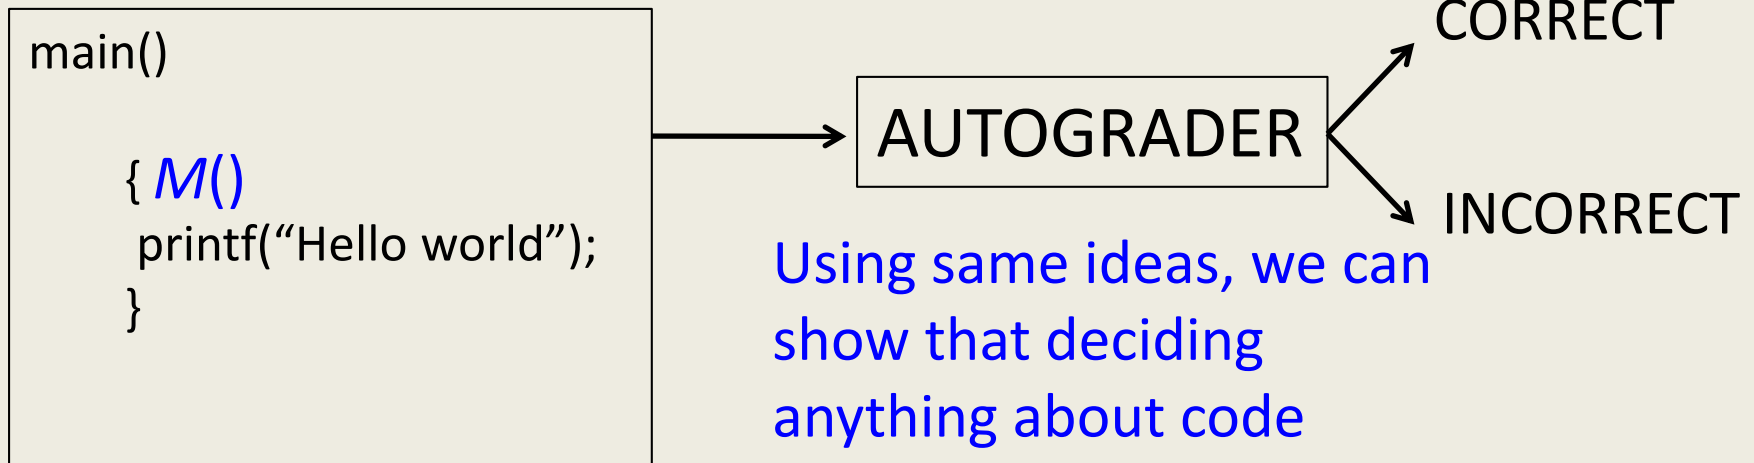 main()
{ M()
printf(“Hello world”);
}
AUTOGRADER
CORRECT
INCORRECT
Using same ideas, we can
show that deciding
anything about code